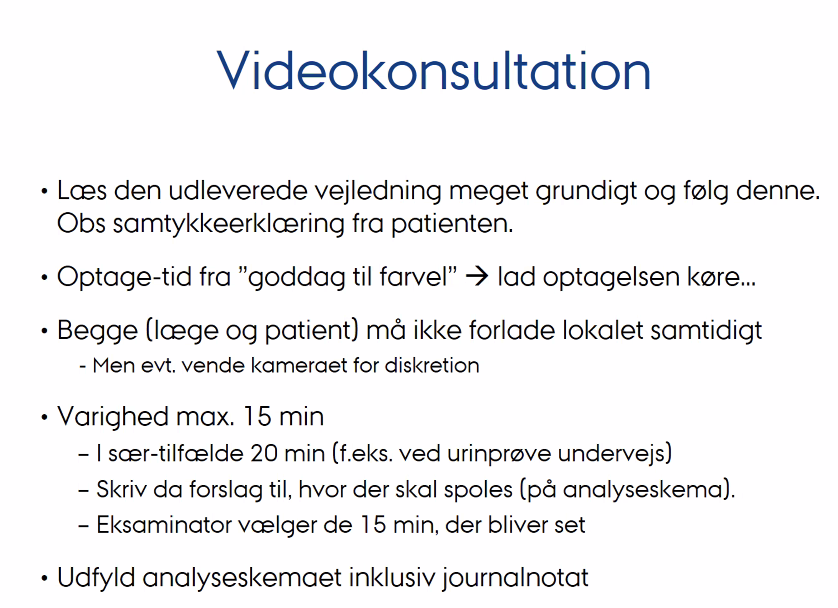 Videokonsultation
• Læs den udleverede vejledning meget grundigt og følg denne.
Obs samtykkeerklæring fra patienten.
• Optage-tid fra ”goddag til farvel” → lad optagelsen køre...
• Begge (læge og patient) må ikke forlade lokalet samtidigt
- Men evt. vende kameraet for diskretion
• Varighed max. 15 min
– I sær-tilfælde 20 min (f.eks. ved urinprøve undervejs)
– Skriv da forslag til, hvor der skal spoles (på analyseskema).
– Eksaminator vælger de 15 min, der bliver set
• Udfyld analyseskemaet inklusiv journalnotat